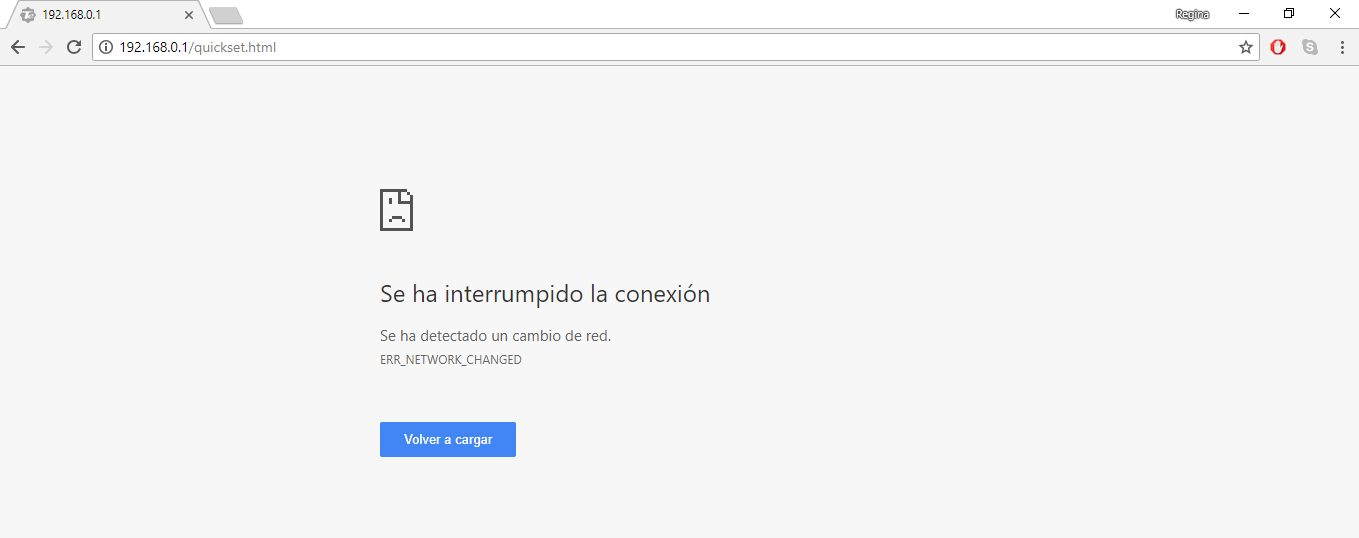 192.168.0.1
Regina
192.168.0.1/quickset.html
Se ha interrumpido la conexión
Se ha detectado un cambio de red.
ERR_NETWORK_CHANGED
Volver a cargar